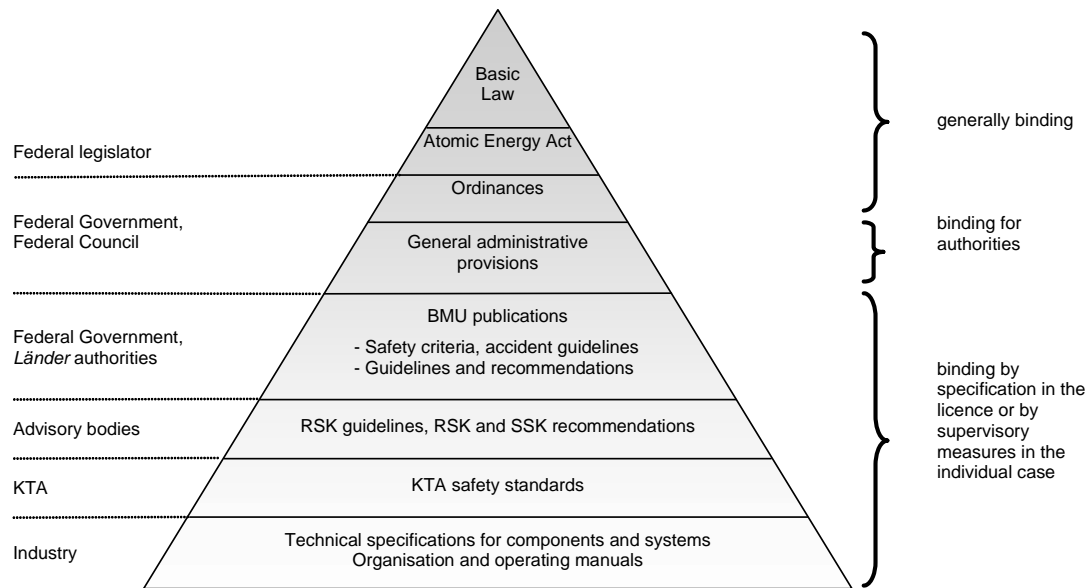 Basic
Law
generally binding
Atomic Energy Act
Federal legislator
Ordinances
Federal Government,
Federal Council
binding for
authorities
General administrative
provisions
BMU publications
Federal Government,
Länder authorities
- Safety criteria, accident guidelines
- Guidelines and recommendations
binding by
specification in the
licence or by
supervisory
measures in the
individual case
Advisory bodies
RSK guidelines, RSK and SSK recommendations
KTA
KTA safety standards
Industry
Technical specifications for components and systems
Organisation and operating manuals